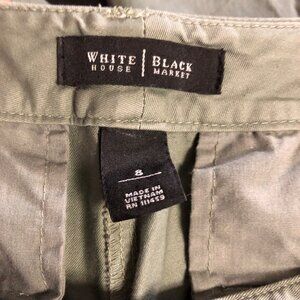 WHITE | BLACK
HOUSE | MARKET
8
MADE IN
VIETNAM
RN 111459